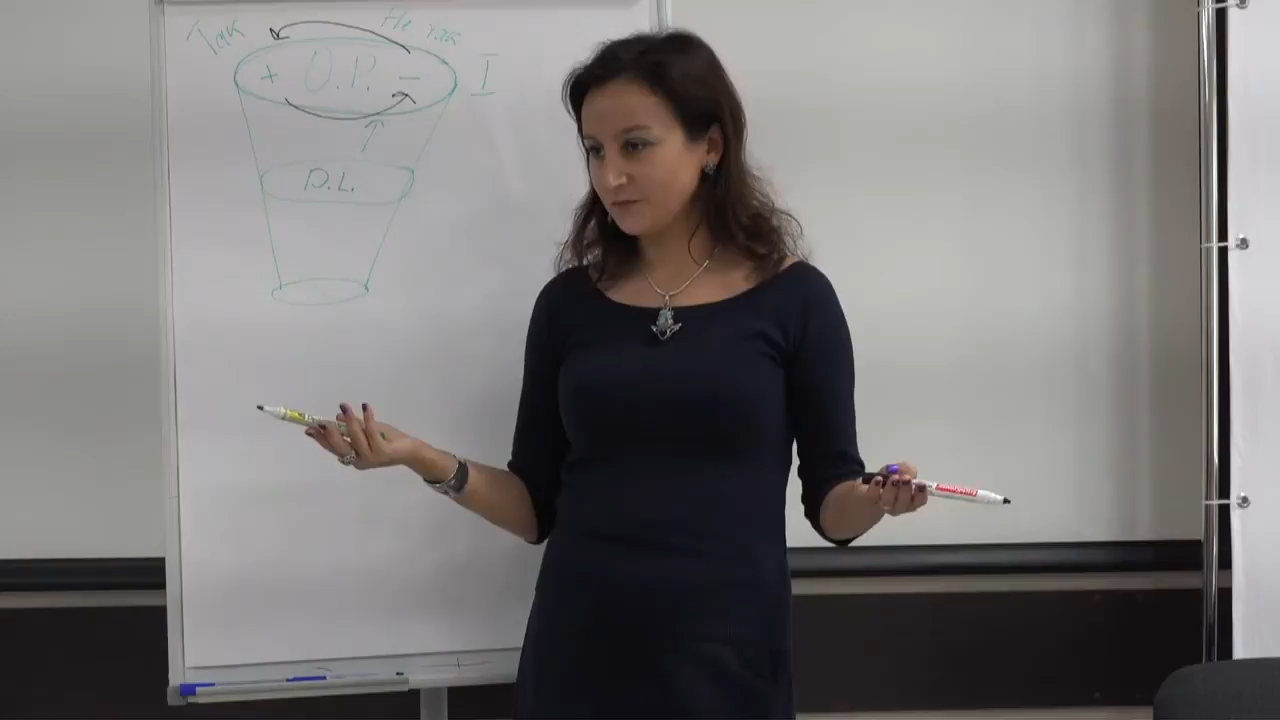 Так Не так
+ О.Р. – I
D.L.